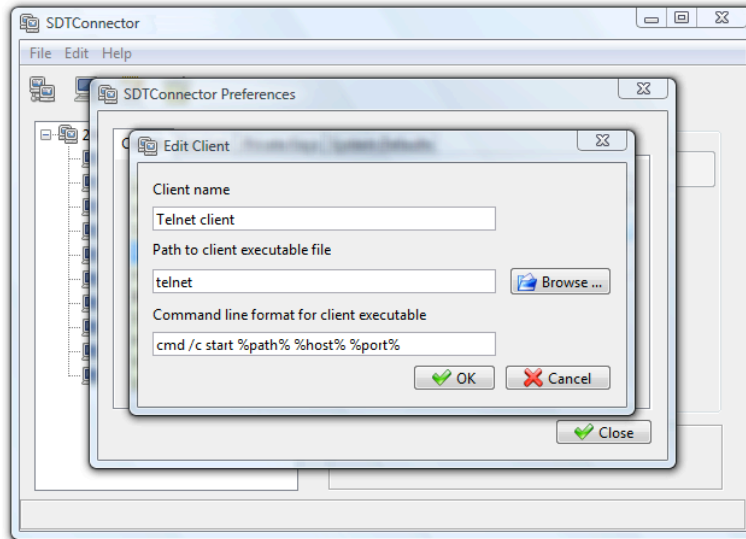 SDTConnector
File Edit Help
SDTConnector Preferences
2
C
Edit Client
Client name
Telnet client
Path to client executable file
telnet
Browse ...
Command line format for client executable
cmd /c start %path% %host% %port%
OK
Cancel
Close